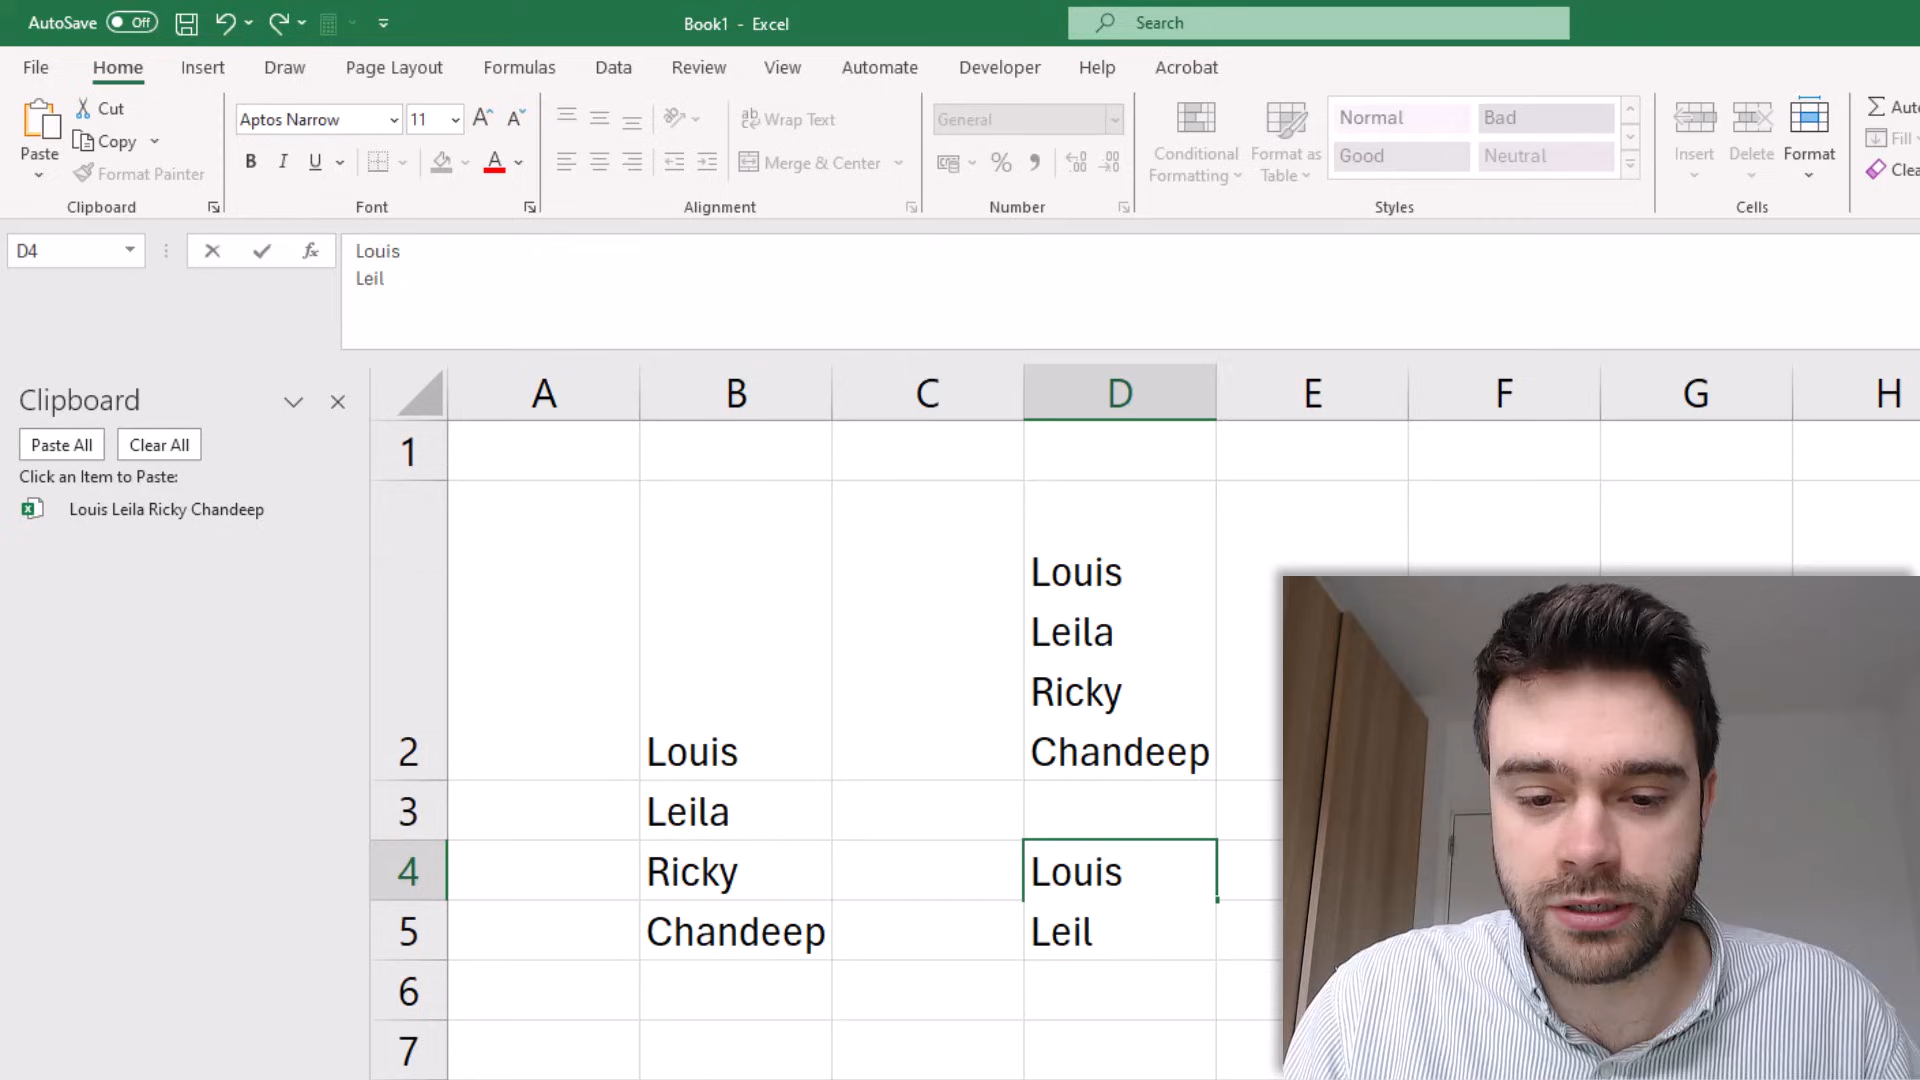 AutoSave Off
Book1 - Excel
Search
File Home Insert Draw Page Layout Formulas Data Review View Automate Developer Help Acrobat
Paste
Cut
Copy
Format Painter
Clipboard
Aptos Narrow 11
B I U
Font
Wrap Text
Merge & Center
Alignment
General
Number
Conditional Formatting
Format as Table
Normal Bad
Good Neutral
Styles
Insert Delete Format
Cells
Auto
Fill
Clea
D4
fx
Louis
Leil
Clipboard
Paste All Clear All
Click an Item to Paste:
Louis Leila Ricky Chandeep
A B C D E F G H
1
Louis
Leila
Ricky
2 Louis Chandeep
3 Leila
4 Ricky Louis
5 Chandeep Leil
6
7